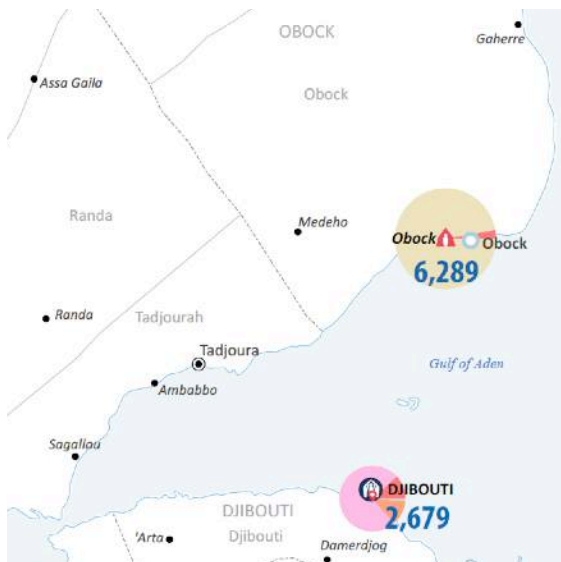 OBOCK
Gaherre
Assa Gaila
Obock
Randa
Medeho
Obock
Obock
6,289
Randa
Tadjourah
Tadjoura
Gulf of Aden
Ambabbo
Sagallou
DJIBOUTI
DJIBOUTI
2,679
Djibouti
'Arta
Damerdjog